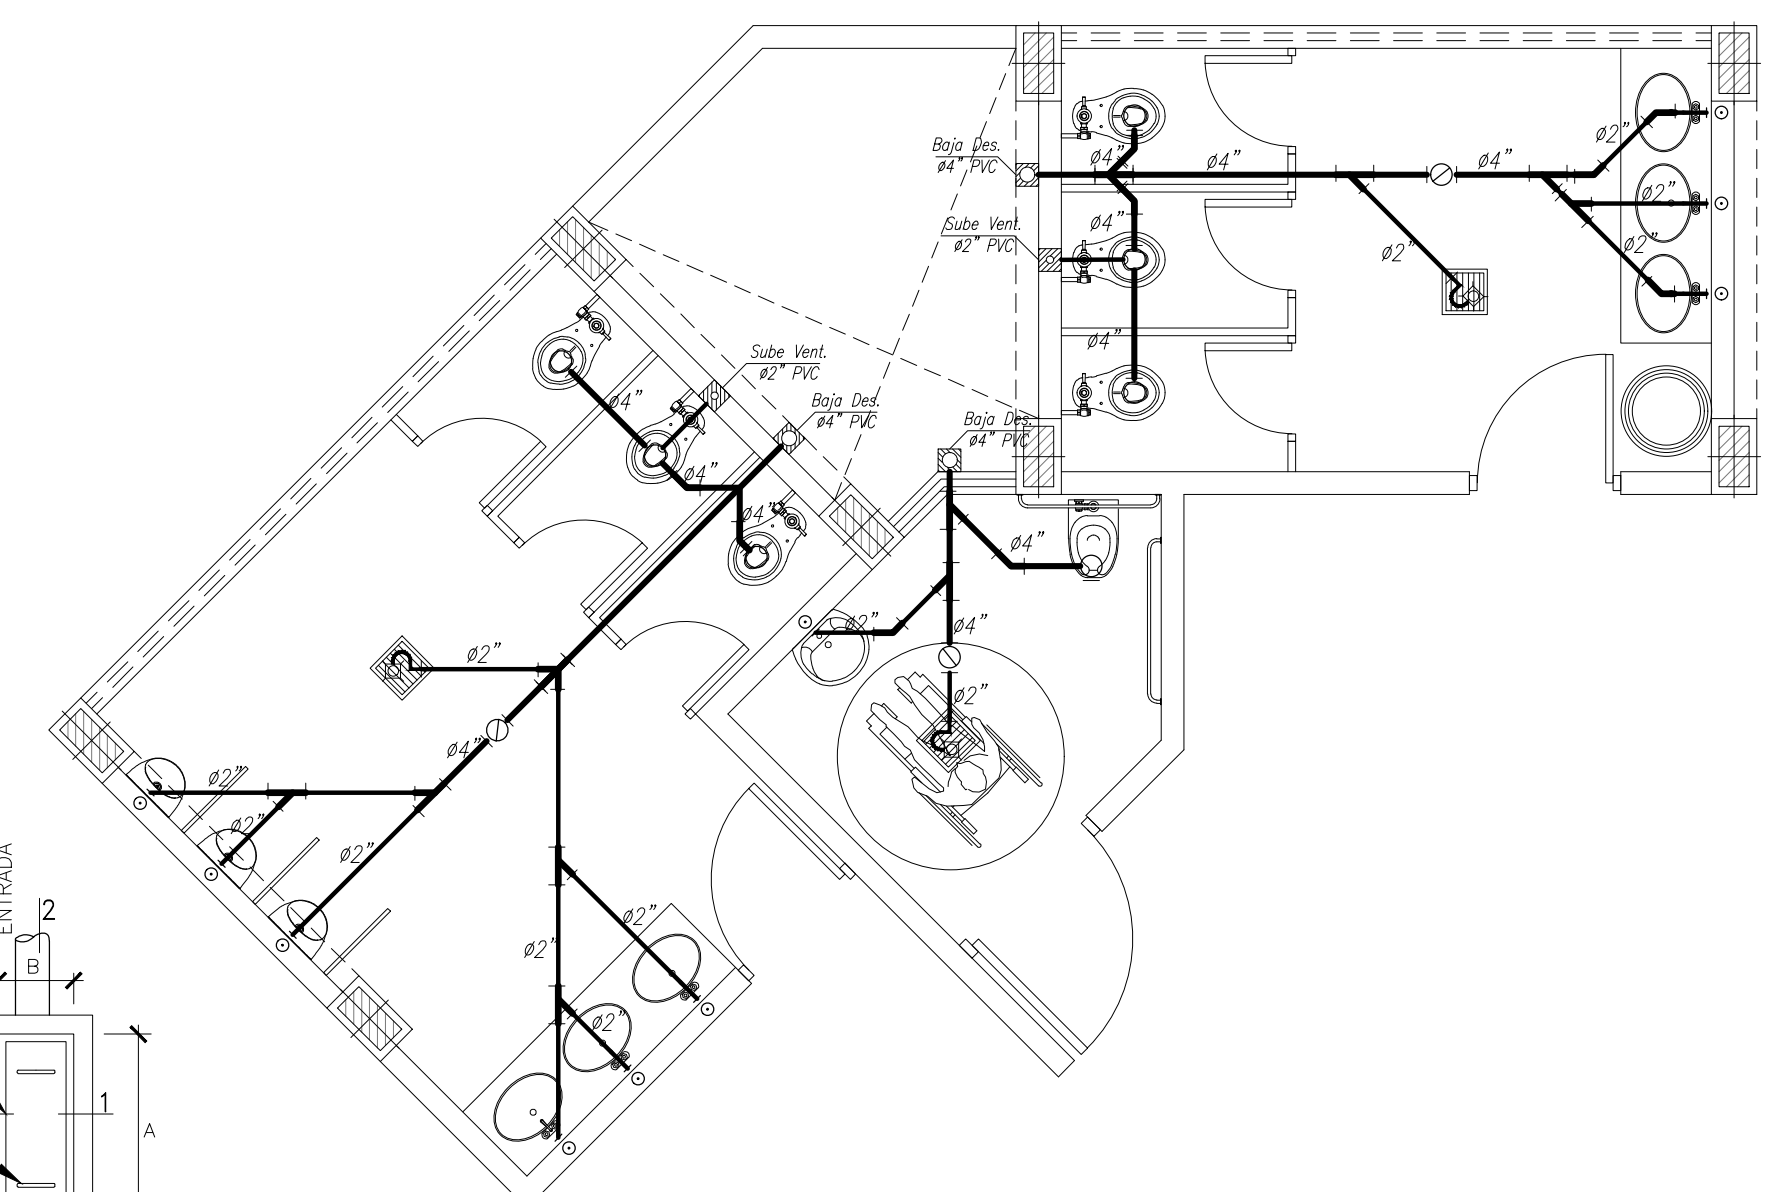 Baja Des.
ø4" PVC
ø4"
ø4"
ø4"
ø2"
ø2"
ø2"
ø4"
Sube Vent.
ø2" PVC
ø2"
ø4"
Sube Vent.
ø2" PVC
Baja Des.
ø4" PVC
Baja Des.
ø4" PVC
ø4"
ø4"
ø4"
ø4"
ø2"
ø4"
ø2"
ø2"
ø4"
ø2"
ø2"
ø2"
ø2"
ø2"
ø2"
ENTRADA
2
B
1
A